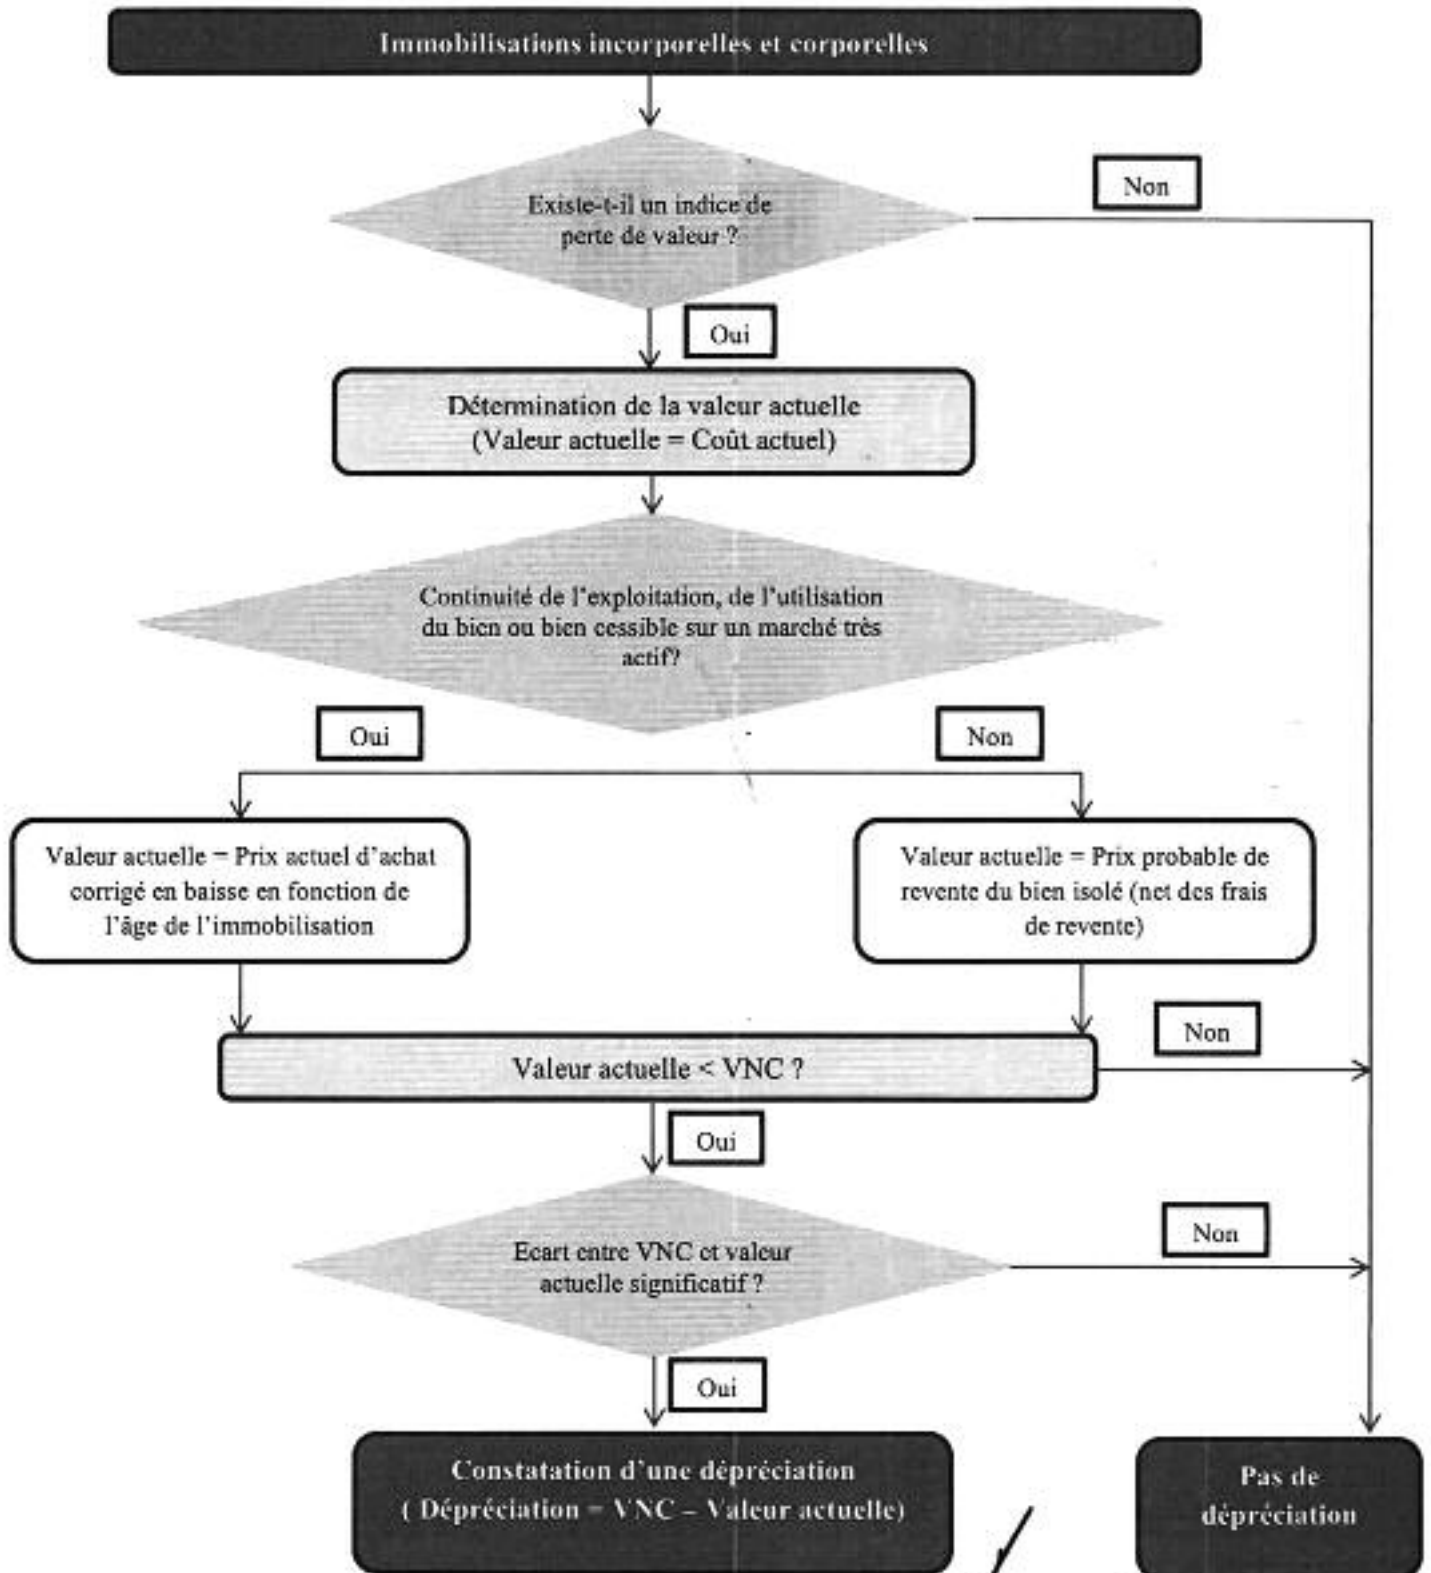 Immobilisations incorporelles et corporelles
Existe-t-il un indice de
perte de valeur ?
Non
Oui
Détermination de la valeur actuelle
(Valeur actuelle = Coût actuel)
Continuité de l'exploitation, de l'utilisation
du bien ou bien cessible sur un marché très
actif?
Oui
Non
Valeur actuelle = Prix actuel d'achat
corrigé en baisse en fonction de
l'âge de l'immobilisation
Valeur actuelle = Prix probable de
revente du bien isolé (net des frais
de revente)
Non
Valeur actuelle < VNC ?
Oui
Non
Ecart entre VNC et valeur
actuelle significatif ?
Oui
Constatation d'une dépréciation
( Dépréciation = VNC – Valeur actuelle)
Pas de
dépréciation